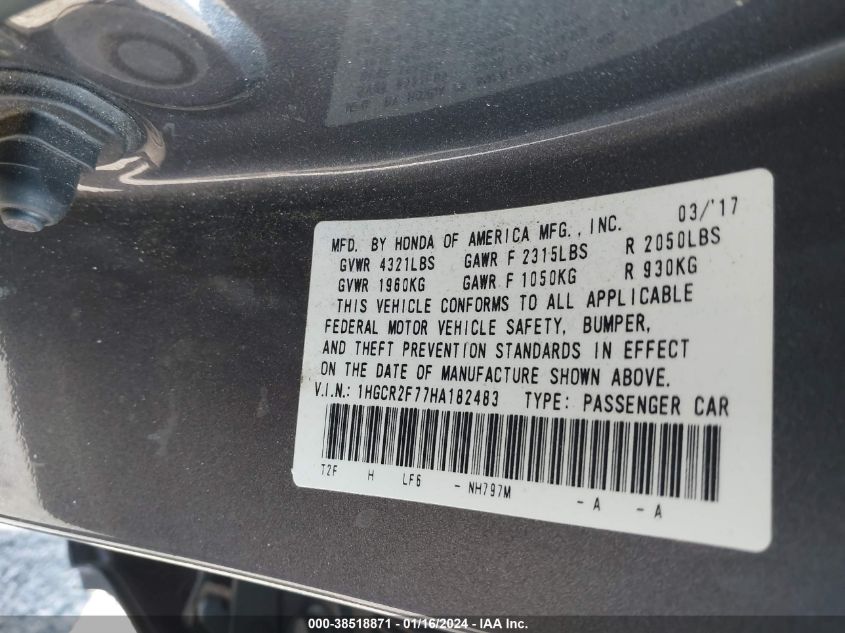 03/'17
MFD. BY HONDA OF AMERICA MFG., INC.
GVWR 4321LBS GAWR F 2315LBS R 2050LBS
GVWR 1960KG GAWR F 1050KG R 930KG
THIS VEHICLE CONFORMS TO ALL APPLICABLE
FEDERAL MOTOR VEHICLE SAFETY, BUMPER,
AND THEFT PREVENTION STANDARDS IN EFFECT
ON THE DATE OF MANUFACTURE SHOWN ABOVE.
V.I.N.: 1HGCR2F77HA182483 TYPE: PASSENGER CAR
T2F H LF6 - NH797M - A - A
000-38518871 - 01/16/2024 - IAA Inc.